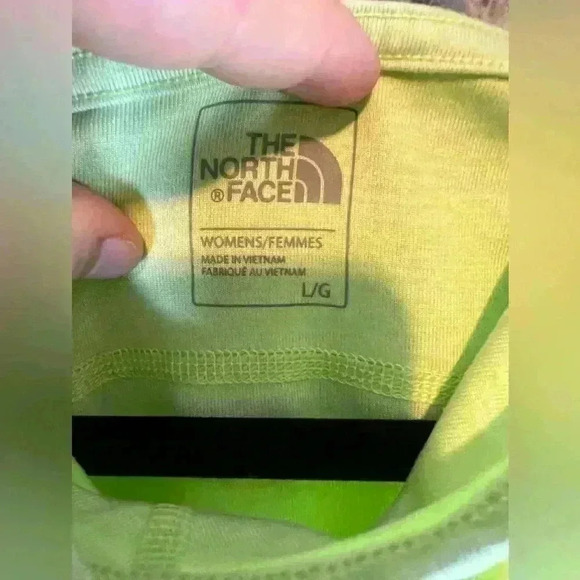 THE
NORTH
® FACE
WOMENS/FEMMES
MADE IN VIETNAM
FABRIQUÉ AU VIETNAM
L/G